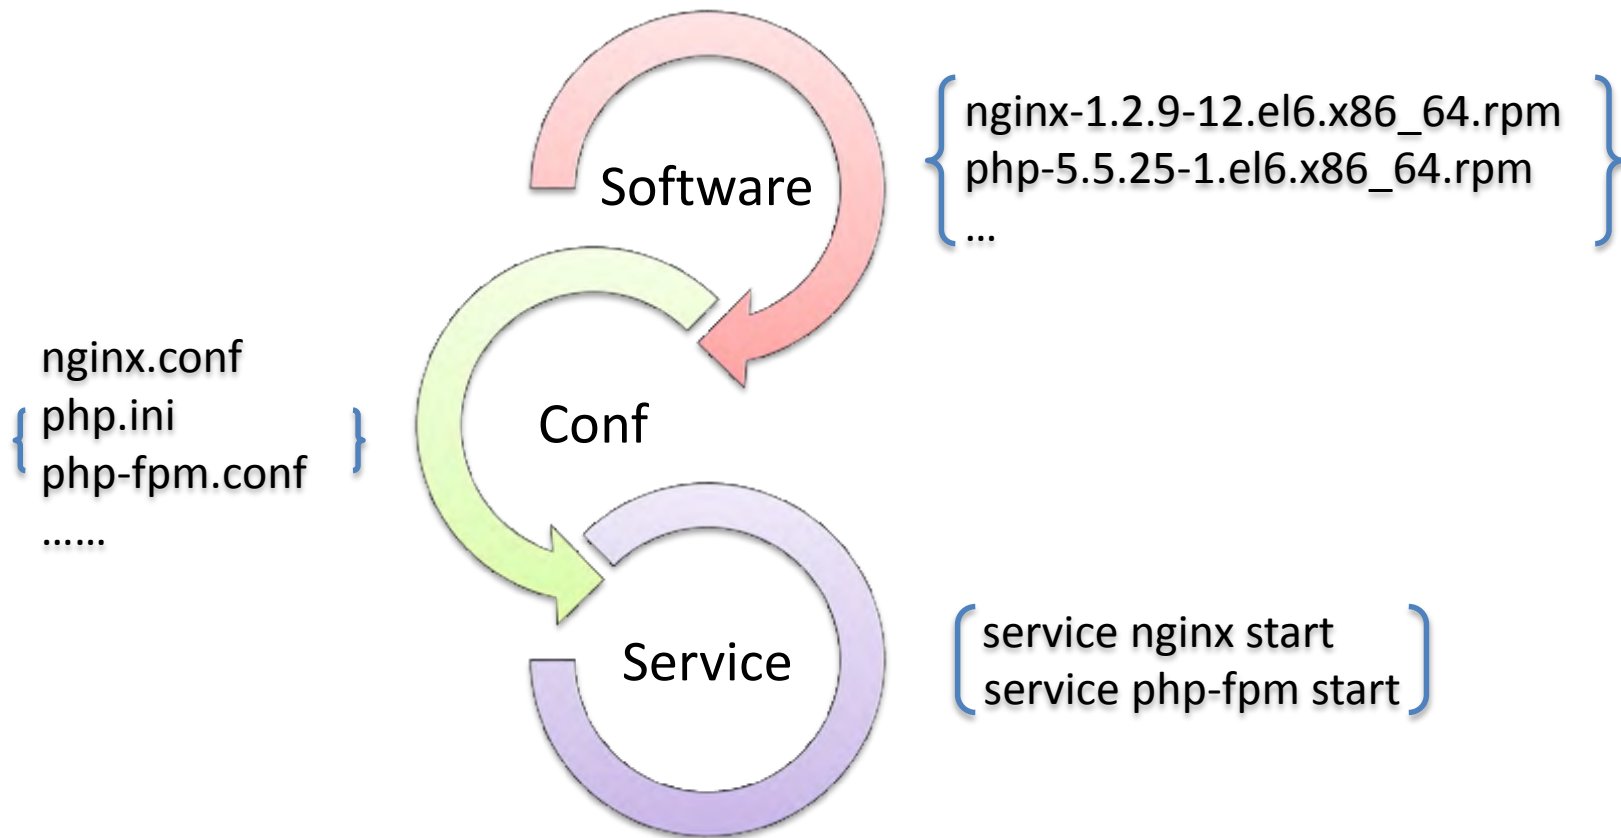 Software
nginx-1.2.9-12.el6.x86_64.rpm
php-5.5.25-1.el6.x86_64.rpm
...
nginx.conf
php.ini
php-fpm.conf
......
Conf
Service
service nginx start
service php-fpm start